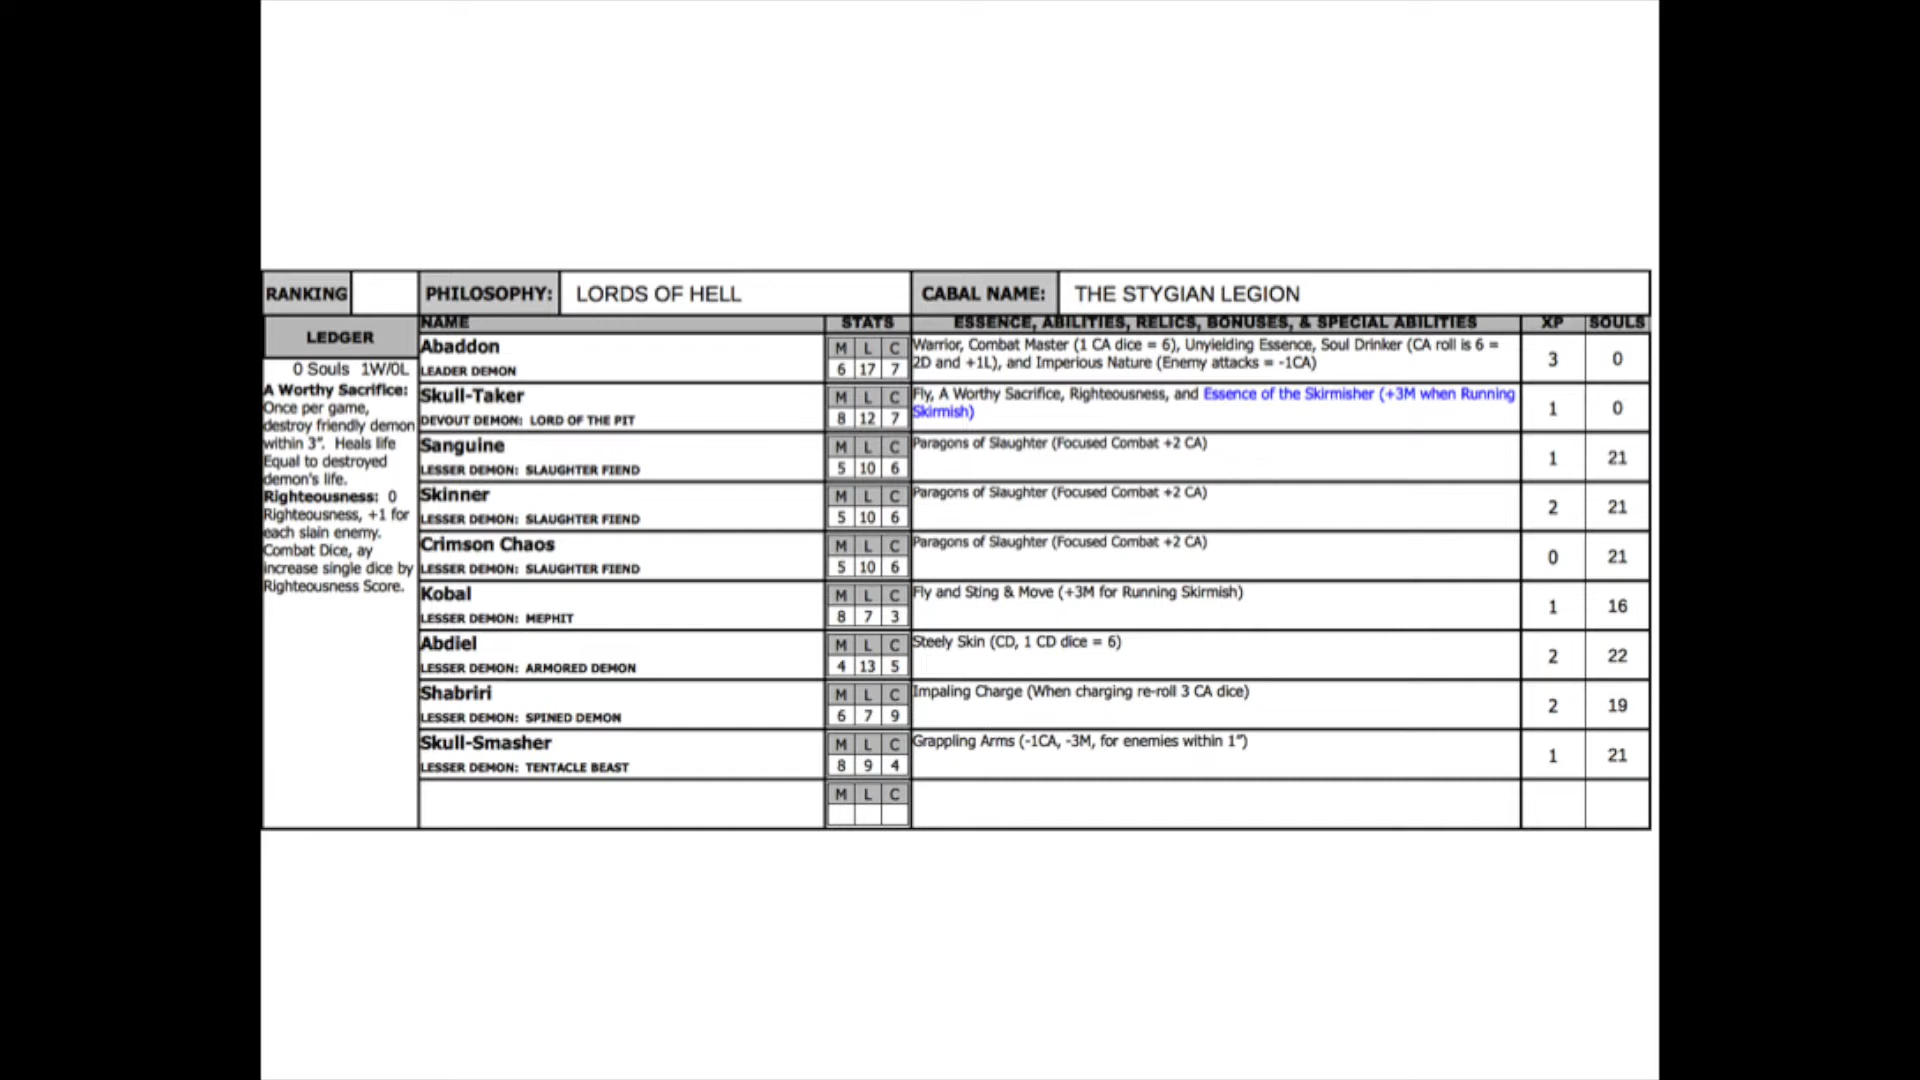 RANKING
PHILOSOPHY: LORDS OF HELL
CABAL NAME: THE STYGIAN LEGION
LEDGER
0 Souls 1W/0L
A Worthy Sacrifice:
Once per game,
destroy friendly demon
within 3". Heals life
Equal to destroyed
demon's life.
Righteousness: 0
Righteousness, +1 for
each slain enemy.
Combat Dice, ay
increase single dice by
Righteousness Score.
NAME STATS ESSENCE, ABILITIES, RELICS, BONUSES, & SPECIAL ABILITIES XP SOULS
Abaddon
LEADER DEMON
M L C
6 17 7
Warrior, Combat Master (1 CA dice = 6), Unyielding Essence, Soul Drinker (CA roll is 6 =
2D and +1L), and Imperious Nature (Enemy attacks = -1CA)
3 0
Skull-Taker
DEVOUT DEMON: LORD OF THE PIT
M L C
8 12 7
Fly, A Worthy Sacrifice, Righteousness, and Essence of the Skirmisher (+3M when Running
Skirmish)
1 0
Sanguine
LESSER DEMON: SLAUGHTER FIEND
M L C
5 10 6
Paragons of Slaughter (Focused Combat +2 CA)
1 21
Skinner
LESSER DEMON: SLAUGHTER FIEND
M L C
5 10 6
Paragons of Slaughter (Focused Combat +2 CA)
2 21
Crimson Chaos
LESSER DEMON: SLAUGHTER FIEND
M L C
5 10 6
Paragons of Slaughter (Focused Combat +2 CA)
0 21
Kobal
LESSER DEMON: MEPHIT
M L C
8 7 3
Fly and Sting & Move (+3M for Running Skirmish)
1 16
Abdiel
LESSER DEMON: ARMORED DEMON
M L C
4 13 5
Steely Skin (CD, 1 CD dice = 6)
2 22
Shabriri
LESSER DEMON: SPINED DEMON
M L C
6 7 9
Impaling Charge (When charging re-roll 3 CA dice)
2 19
Skull-Smasher
LESSER DEMON: TENTACLE BEAST
M L C
8 9 4
Grappling Arms (-1CA, -3M, for enemies within 1")
1 21
M L C